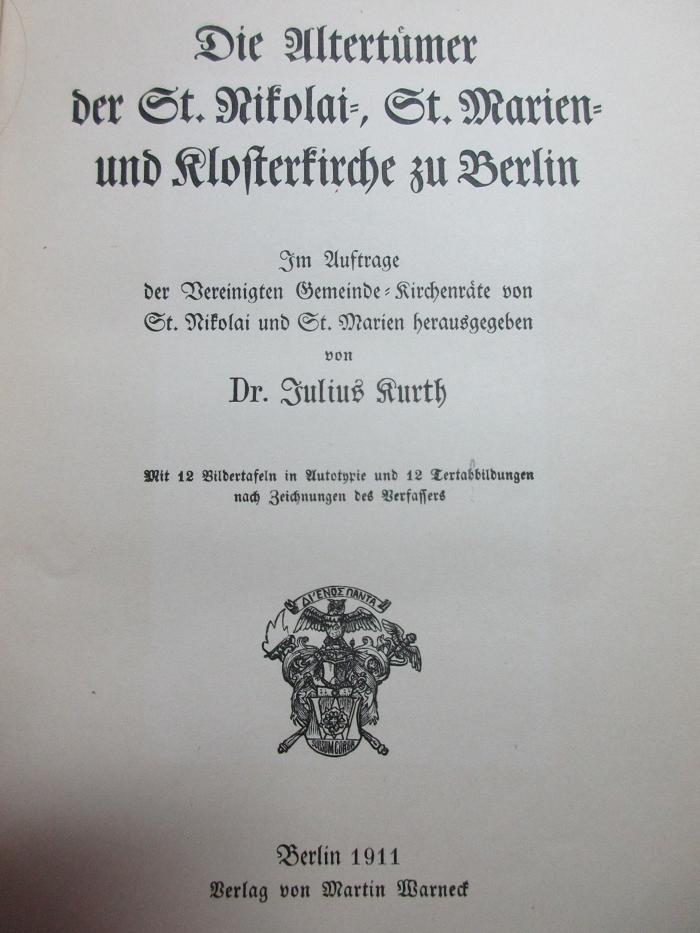 Die Altertümer
der St. Nikolai-, St. Marien-
und Klosterkirche zu Berlin
Im Auftrage
der Vereinigten Gemeinde-Kirchenräte von
St. Nikolai und St. Marien herausgegeben
von
Dr. Julius Kurth
Mit 12 Bildertafeln in Autotypie und 12 Textabbildungen
nach Zeichnungen des Verfassers
ΔΙ' ΕΝΟΣ ΠΑΝΤΑ
SURSUM CORDA
Berlin 1911
Verlag von Martin Warneck